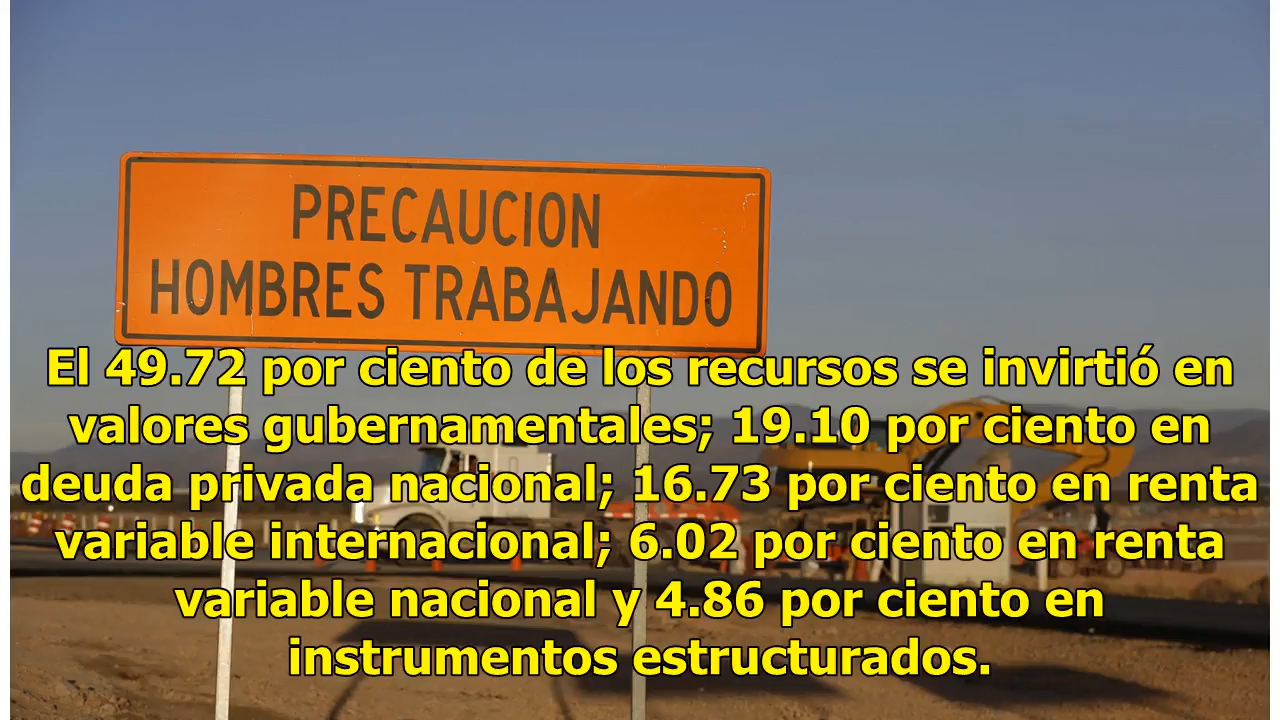 PRECAUCION
HOMBRES TRABAJANDO
El 49.72 por ciento de los recursos se invirtió en
valores gubernamentales; 19.10 por ciento en
deuda privada nacional; 16.73 por ciento en renta
variable internacional; 6.02 por ciento en renta
variable nacional y 4.86 por ciento en
instrumentos estructurados.